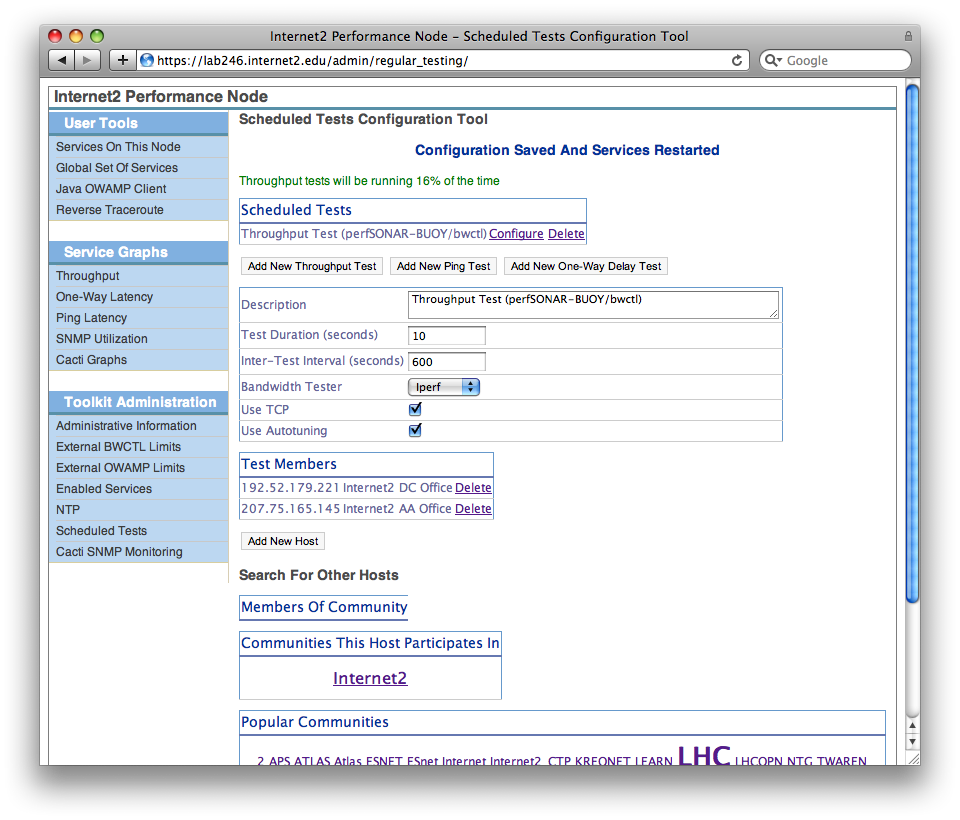 Internet2 Performance Node – Scheduled Tests Configuration Tool
https://lab246.internet2.edu/admin/regular_testing/
Google
Internet2 Performance Node
User Tools
Services On This Node
Global Set Of Services
Java OWAMP Client
Reverse Traceroute
Service Graphs
Throughput
One-Way Latency
Ping Latency
SNMP Utilization
Cacti Graphs
Toolkit Administration
Administrative Information
External BWCTL Limits
External OWAMP Limits
Enabled Services
NTP
Scheduled Tests
Cacti SNMP Monitoring
Scheduled Tests Configuration Tool
Configuration Saved And Services Restarted
Throughput tests will be running 16% of the time
Scheduled Tests
Throughput Test (perfSONAR-BUOY/bwctl) Configure Delete
Add New Throughput Test Add New Ping Test Add New One-Way Delay Test
Description Throughput Test (perfSONAR-BUOY/bwctl)
Test Duration (seconds) 10
Inter-Test Interval (seconds) 600
Bandwidth Tester Iperf
Use TCP
Use Autotuning
Test Members
192.52.179.221 Internet2 DC Office Delete
207.75.165.145 Internet2 AA Office Delete
Add New Host
Search For Other Hosts
Members Of Community
Communities This Host Participates In
Internet2
Popular Communities
2 APS ATLAS Atlas ESNET ESnet Internet Internet2 CTP KREONET LEARN LHC LHCOPN NTG TWAREN